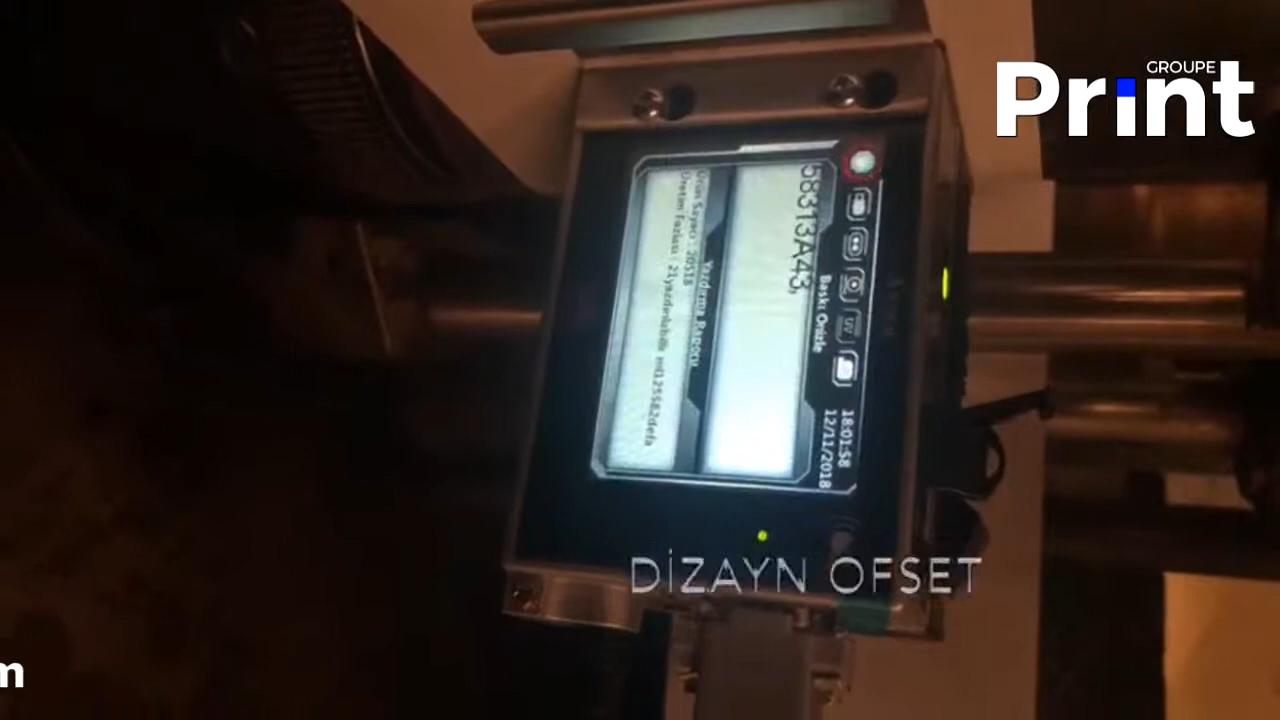 GROUPE
Print
18:01:58
12/11/2018
Baskı Önizle
58313A43,
Yazdırma Raporu
Ürün Sayacı : 20518
Üretim Fazlası : 21
DİZAYN OFSET
m